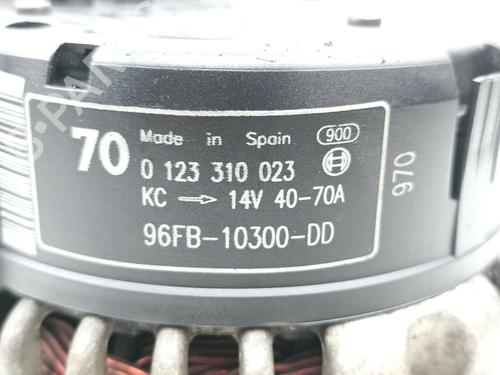 70 Made in Spain 900
0 123 310 023
KC → 14V 40-70A
96FB-10300-DD
970